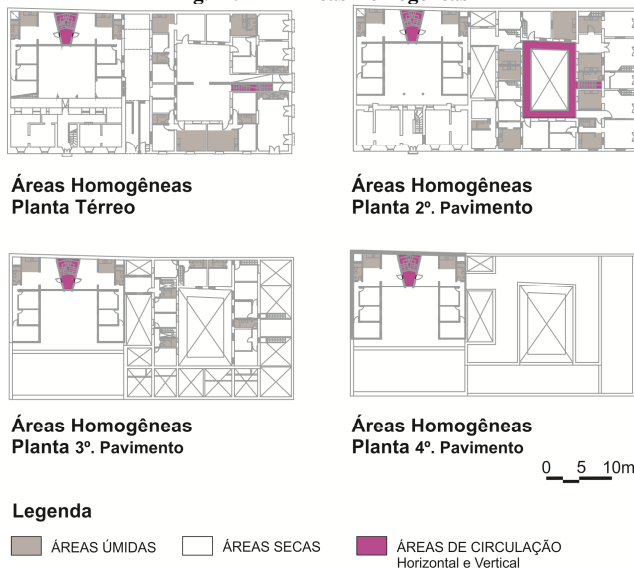 Áreas Homogêneas
Planta Térreo
Áreas Homogêneas
Planta 2º. Pavimento
Áreas Homogêneas
Planta 3º. Pavimento
Áreas Homogêneas
Planta 4º. Pavimento
0 5 10m
Legenda
ÁREAS ÚMIDAS
ÁREAS SECAS
ÁREAS DE CIRCULAÇÃO
Horizontal e Vertical